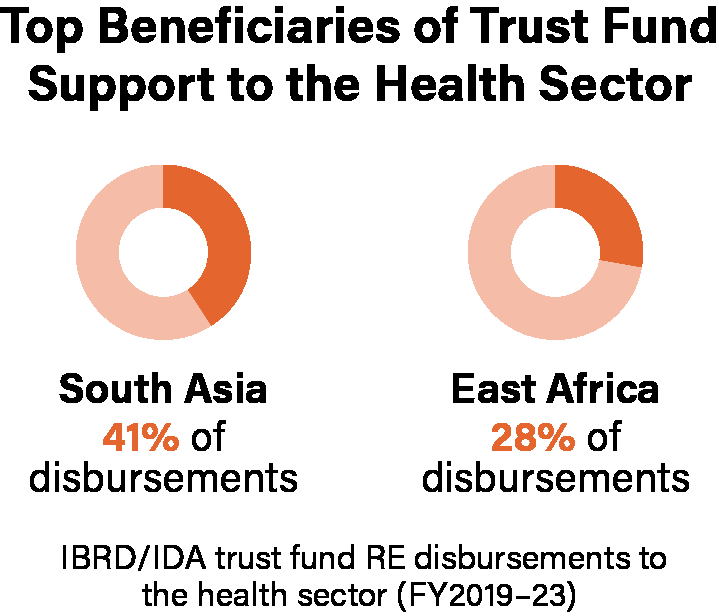 Top Beneficiaries of Trust Fund
Support to the Health Sector
South Asia
41% of
disbursements
East Africa
28% of
disbursements
IBRD/IDA trust fund RE disbursements to
the health sector (FY2019–23)